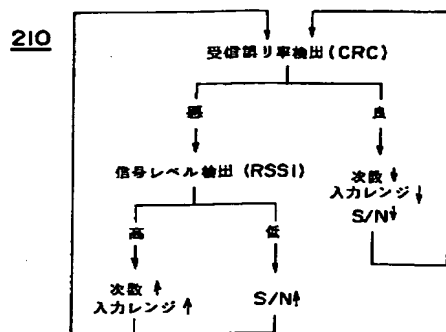 210
受信誤り率検出(CRC)
悪
良
信号レベル検出(RSSI)
次数↓
入力レンジ↓
S/N↓
高
低
次数↑
入力レンジ↑
S/N↑